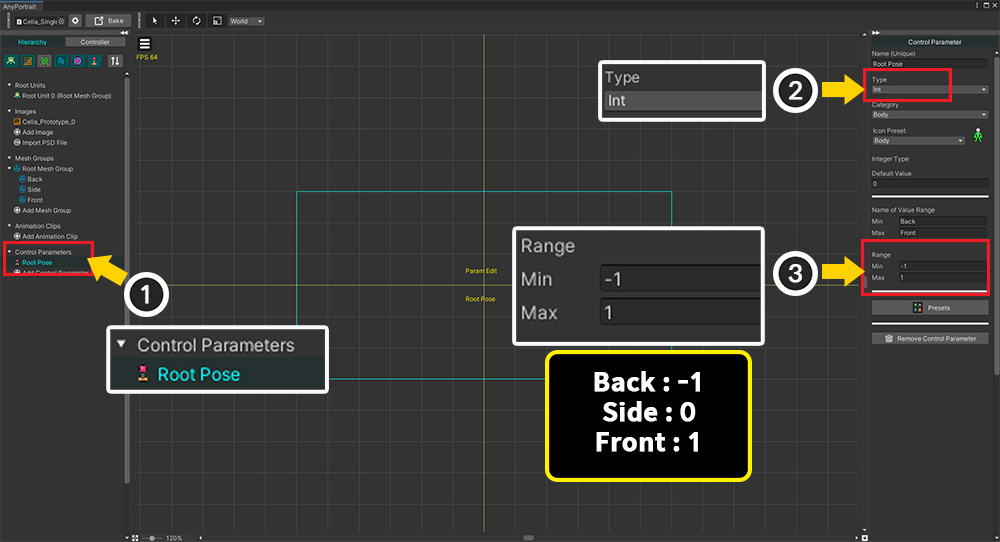 AnyPortrait
Celia_Single
Bake
World
Hierarchy
Controller
FPS 64
Root Units
Root Unit 0 (Root Mesh Group)
Images
Celia_Prototype_0
Add Image
Import PSD File
Mesh Groups
Root Mesh Group
Back
Side
Front
Add Mesh Group
Animation Clips
Add Animation Clip
Control Parameters
Root Pose
Add Control Parameter
1
Control Parameters
Root Pose
Param Edit
Root Pose
Type
Int
2
Range
Min -1
Max 1
3
Back : -1
Side : 0
Front : 1
Control Parameter
Name (Unique)
Root Pose
Type
Int
Category
Body
Icon Preset
Body
Integer Type
Default Value
0
Name of Value Range
Min Back
Max Front
Range
Min -1
Max 1
Presets
Remove Control Parameter
120%